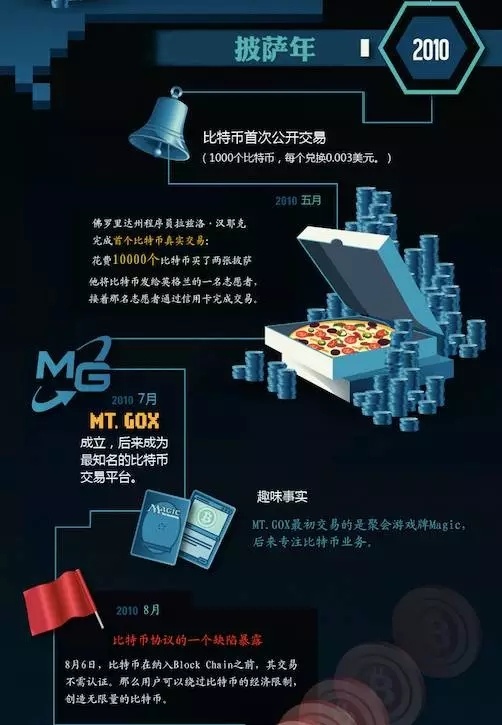 披萨年
2010
比特币首次公开交易
（1000个比特币，每个兑换0.003美元。）
2010 五月
佛罗里达州程序员拉兹洛·汉耶克
完成首个比特币真实交易：
花费10000个比特币买了两张披萨
他将比特币发给英格兰的一名志愿者，
接着那名志愿者通过信用卡完成交易。
MG
2010 7月
MT. GOX
成立，后来成为
最知名的比特币
交易平台。
MAGIC
趣味事实
MT.GOX最初交易的是聚会游戏牌Magic，
后来专注比特币业务。
2010 8月
比特币协议的一个缺陷暴露
8月6日，比特币在纳入Block Chain之前，其交易
不需认证。那么用户可以绕过比特币的经济限制，
创造无限量的比特币。